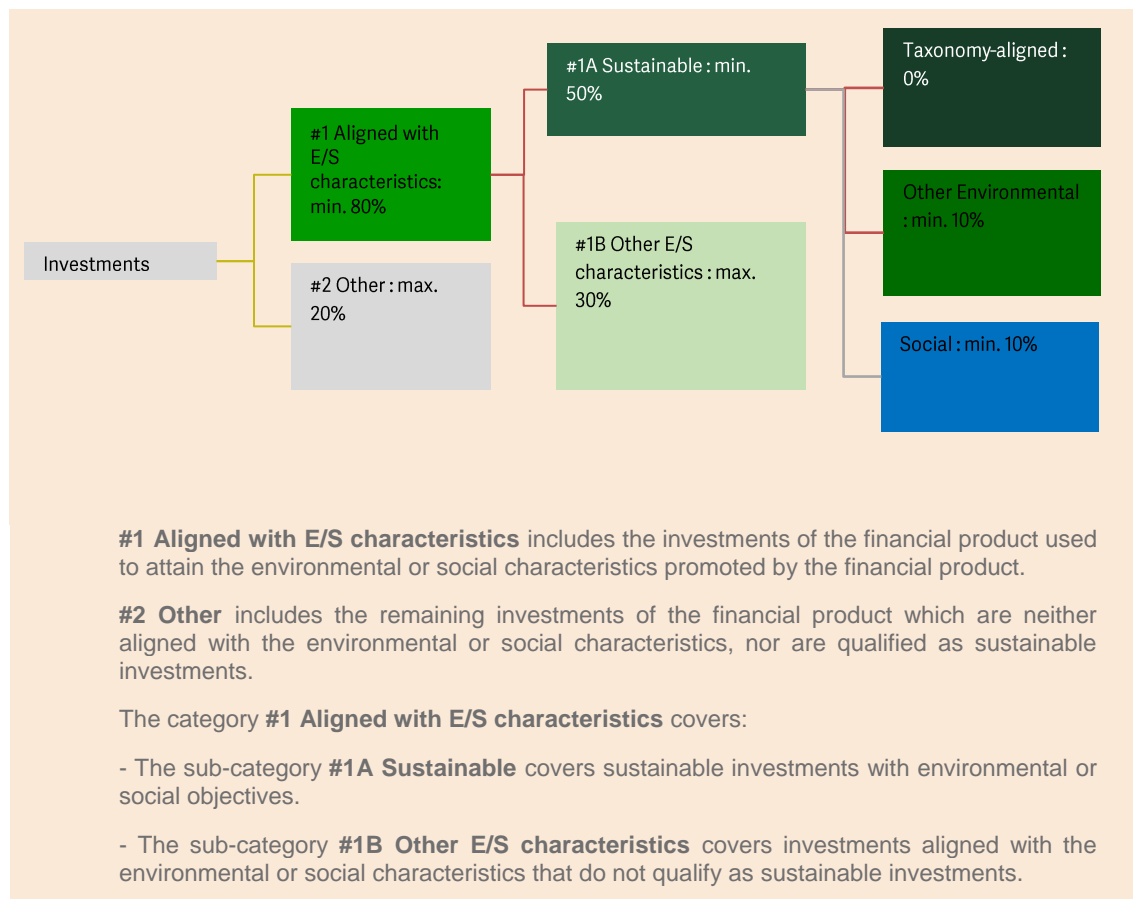 Investments
#1 Aligned with
E/S
characteristics:
min. 80%
#2 Other : max.
20%
#1A Sustainable : min.
50%
#1B Other E/S
characteristics : max.
30%
Taxonomy-aligned :
0%
Other Environmental
: min. 10%
Social : min. 10%
#1 Aligned with E/S characteristics includes the investments of the financial product used
to attain the environmental or social characteristics promoted by the financial product.
#2 Other includes the remaining investments of the financial product which are neither
aligned with the environmental or social characteristics, nor are qualified as sustainable
investments.
The category #1 Aligned with E/S characteristics covers:
- The sub-category #1A Sustainable covers sustainable investments with environmental or
social objectives.
- The sub-category #1B Other E/S characteristics covers investments aligned with the
environmental or social characteristics that do not qualify as sustainable investments.